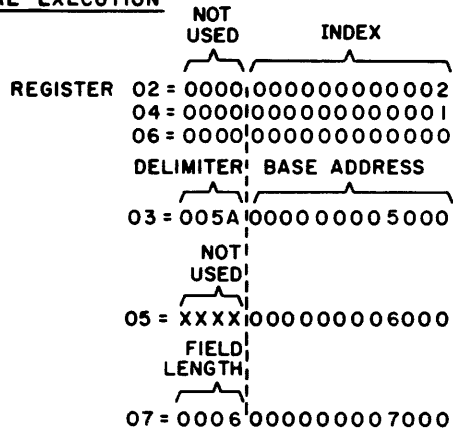 NOT
USED INDEX
REGISTER 02 = 0000 000000000002
04 = 0000 000000000001
06 = 0000 000000000000
DELIMITER BASE ADDRESS
03 = 005A 000000005000
NOT
USED
05 = XXXX 000000006000
FIELD
LENGTH
07 = 0006 000000007000